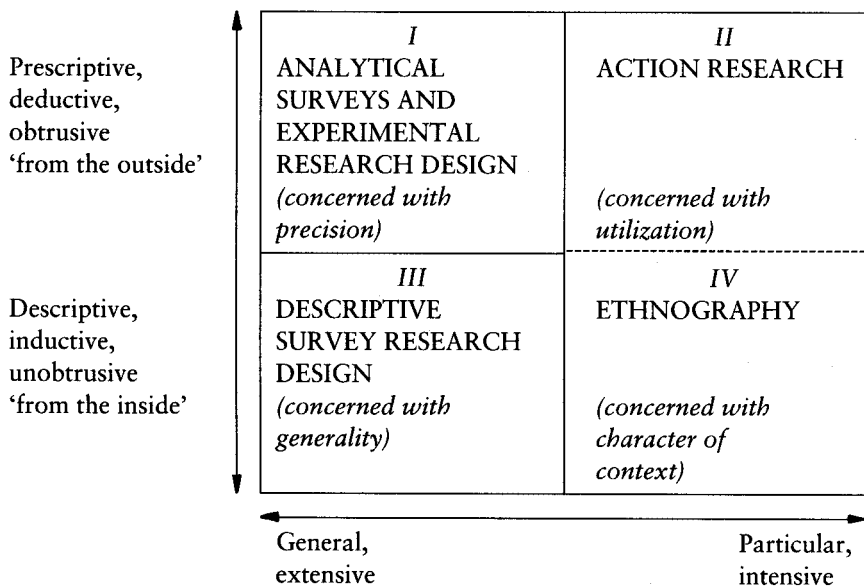 Prescriptive,
deductive,
obtrusive
‘from the outside’
I
ANALYTICAL
SURVEYS AND
EXPERIMENTAL
RESEARCH DESIGN
(concerned with
precision)
II
ACTION RESEARCH
(concerned with
utilization)
Descriptive,
inductive,
unobtrusive
‘from the inside’
III
DESCRIPTIVE
SURVEY RESEARCH
DESIGN
(concerned with
generality)
IV
ETHNOGRAPHY
(concerned with
character of
context)
General,
extensive
Particular,
intensive